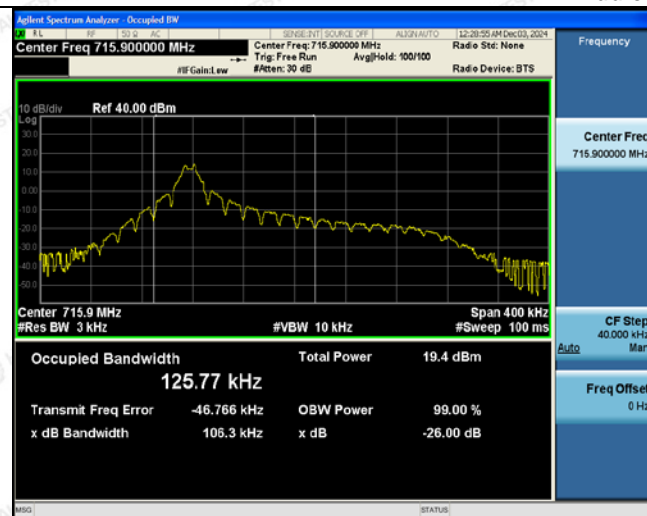 Agilent Spectrum Analyzer - Occupied BW
RL RF 50 Ω AC SENSE:INT SOURCE OFF ALIGN AUTO 12:28:55 AM Dec 03, 2024
Center Freq 715.900000 MHz
Center Freq: 715.900000 MHz
Radio Std: None
Trig: Free Run Avg|Hold: 100/100
#IFGain:Low #Atten: 30 dB Radio Device: BTS
10 dB/div Ref 40.00 dBm
Log
30.0
20.0
10.0
0.00
-10.0
-20.0
-30.0
-40.0
-50.0
Center 715.9 MHz Span 400 kHz
#Res BW 3 kHz #VBW 10 kHz #Sweep 100 ms
Occupied Bandwidth Total Power 19.4 dBm
125.77 kHz
Transmit Freq Error -46.766 kHz OBW Power 99.00 %
x dB Bandwidth 106.3 kHz x dB -26.00 dB
Frequency
Center Freq
715.900000 MHz
CF Step
40.000 kHz
Auto Man
Freq Offset
0 Hz
MSG STATUS